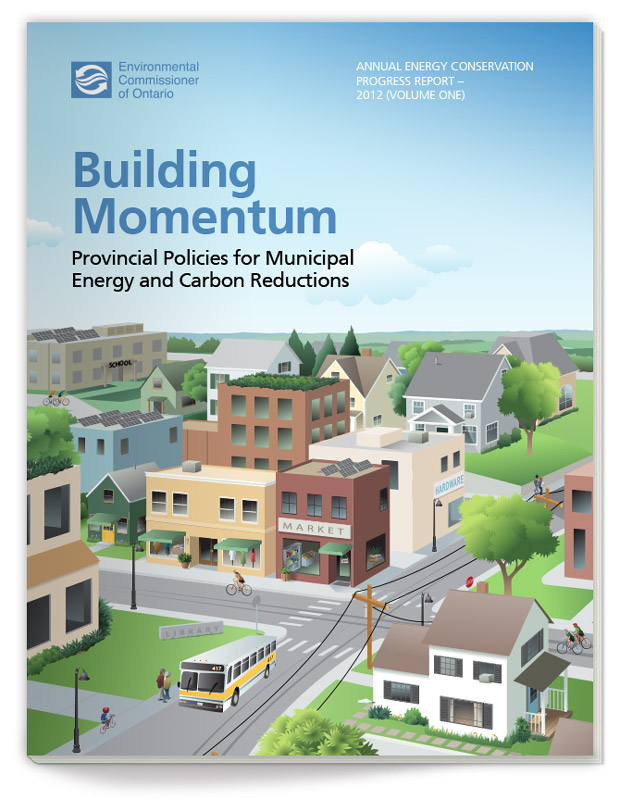 Environmental
Commissioner
of Ontario
ANNUAL ENERGY CONSERVATION
PROGRESS REPORT –
2012 (VOLUME ONE)
Building
Momentum
Provincial Policies for Municipal
Energy and Carbon Reductions
SCHOOL
HARDWARE
MARKET
LIBRARY
417